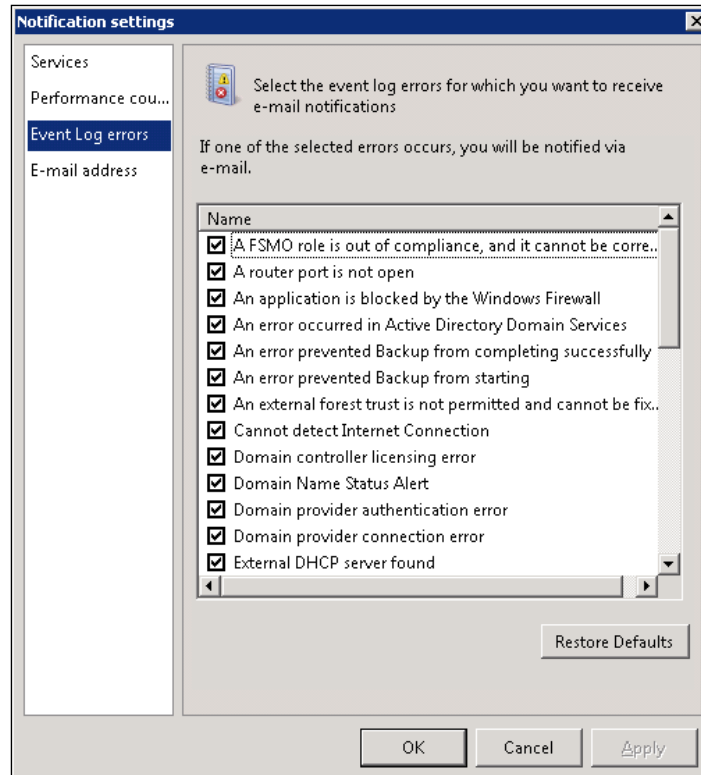 Notification settings
Services
Performance cou...
Event Log errors
E-mail address
Select the event log errors for which you want to receive
e-mail notifications
If one of the selected errors occurs, you will be notified via
e-mail.
Name
A FSMO role is out of compliance, and it cannot be corre..
A router port is not open
An application is blocked by the Windows Firewall
An error occurred in Active Directory Domain Services
An error prevented Backup from completing successfully
An error prevented Backup from starting
An external forest trust is not permitted and cannot be fix..
Cannot detect Internet Connection
Domain controller licensing error
Domain Name Status Alert
Domain provider authentication error
Domain provider connection error
External DHCP server found
Restore Defaults
OK
Cancel
Apply